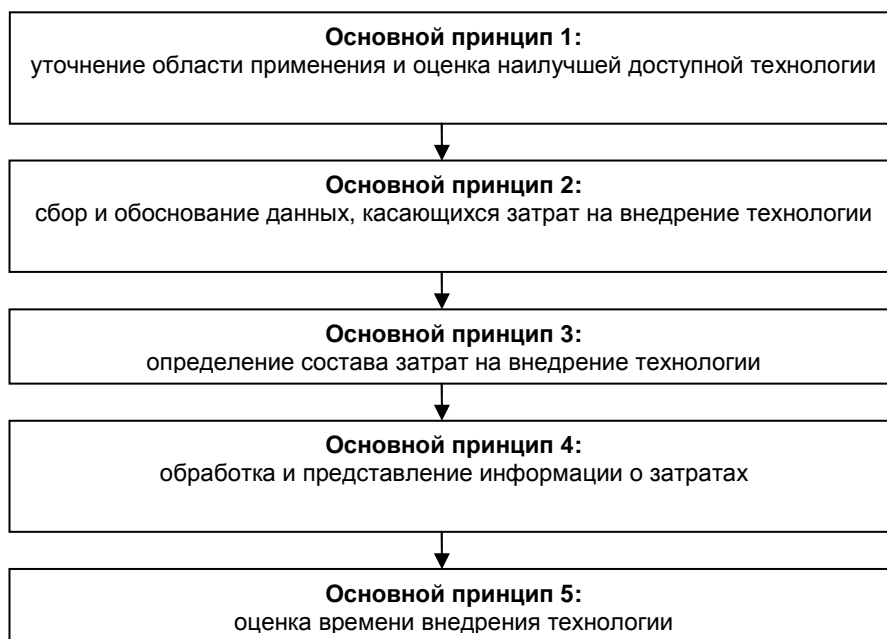 Основной принцип 1:
уточнение области применения и оценка наилучшей доступной технологии
Основной принцип 2:
сбор и обоснование данных, касающихся затрат на внедрение технологии
Основной принцип 3:
определение состава затрат на внедрение технологии
Основной принцип 4:
обработка и представление информации о затратах
Основной принцип 5:
оценка времени внедрения технологии